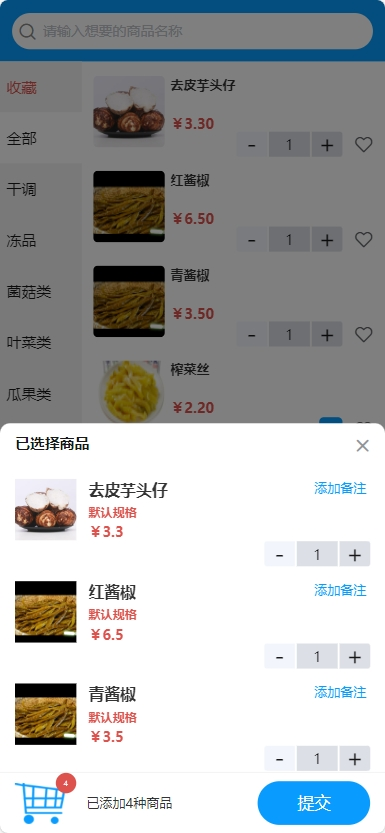 请输入想要的商品名称
收藏
全部
干调
冻品
菌菇类
叶菜类
瓜果类
去皮芋头仔
￥3.30
- 1 +
红酱椒
￥6.50
- 1 +
青酱椒
￥3.50
- 1 +
榨菜丝
￥2.20
已选择商品 ×
去皮芋头仔 添加备注
默认规格
￥3.3
- 1 +
红酱椒 添加备注
默认规格
￥6.5
- 1 +
青酱椒 添加备注
默认规格
￥3.5
- 1 +
4
已添加4种商品
提交